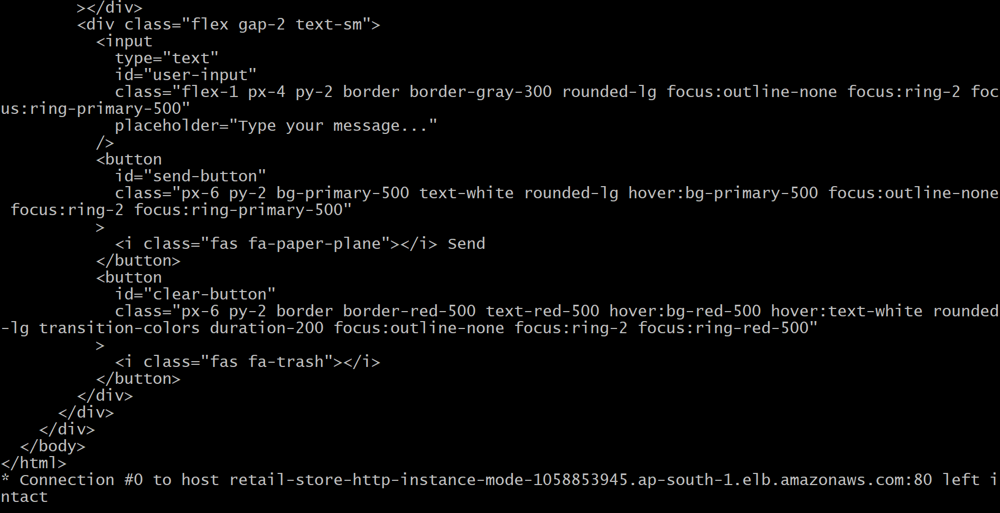 ></div>
<div class="flex gap-2 text-sm">
<input
type="text"
id="user-input"
class="flex-1 px-4 py-2 border border-gray-300 rounded-lg focus:outline-none focus:ring-2 foc
us:ring-primary-500"
placeholder="Type your message..."
/>
<button
id="send-button"
class="px-6 py-2 bg-primary-500 text-white rounded-lg hover:bg-primary-500 focus:outline-none
focus:ring-2 focus:ring-primary-500"
>
<i class="fas fa-paper-plane"></i> Send
</button>
<button
id="clear-button"
class="px-6 py-2 border border-red-500 text-red-500 hover:bg-red-500 hover:text-white rounded
-lg transition-colors duration-200 focus:outline-none focus:ring-2 focus:ring-red-500"
>
<i class="fas fa-trash"></i>
</button>
</div>
</div>
</div>
</body>
</html>
* Connection #0 to host retail-store-http-instance-mode-1058853945.ap-south-1.elb.amazonaws.com:80 left i
ntact